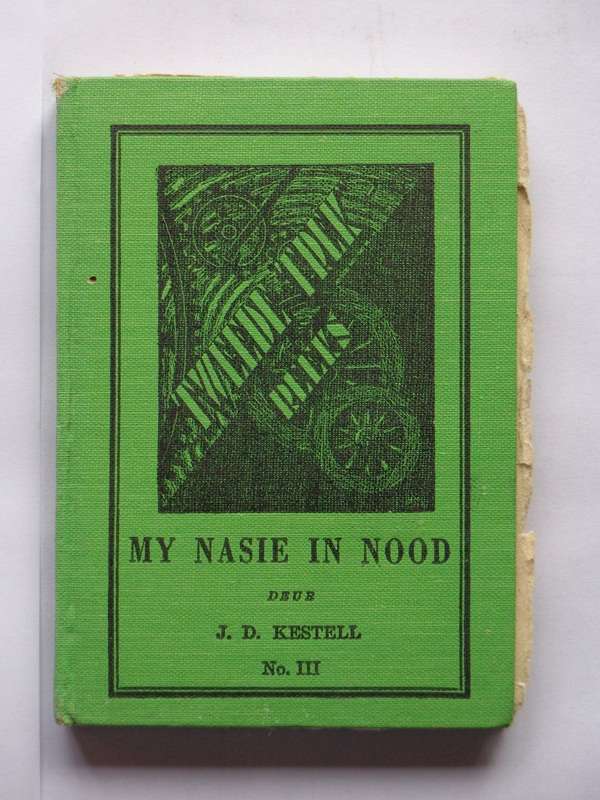 TWEEDE TREK
REEKS
MY NASIE IN NOOD
DEUR
J. D. KESTELL
No. III